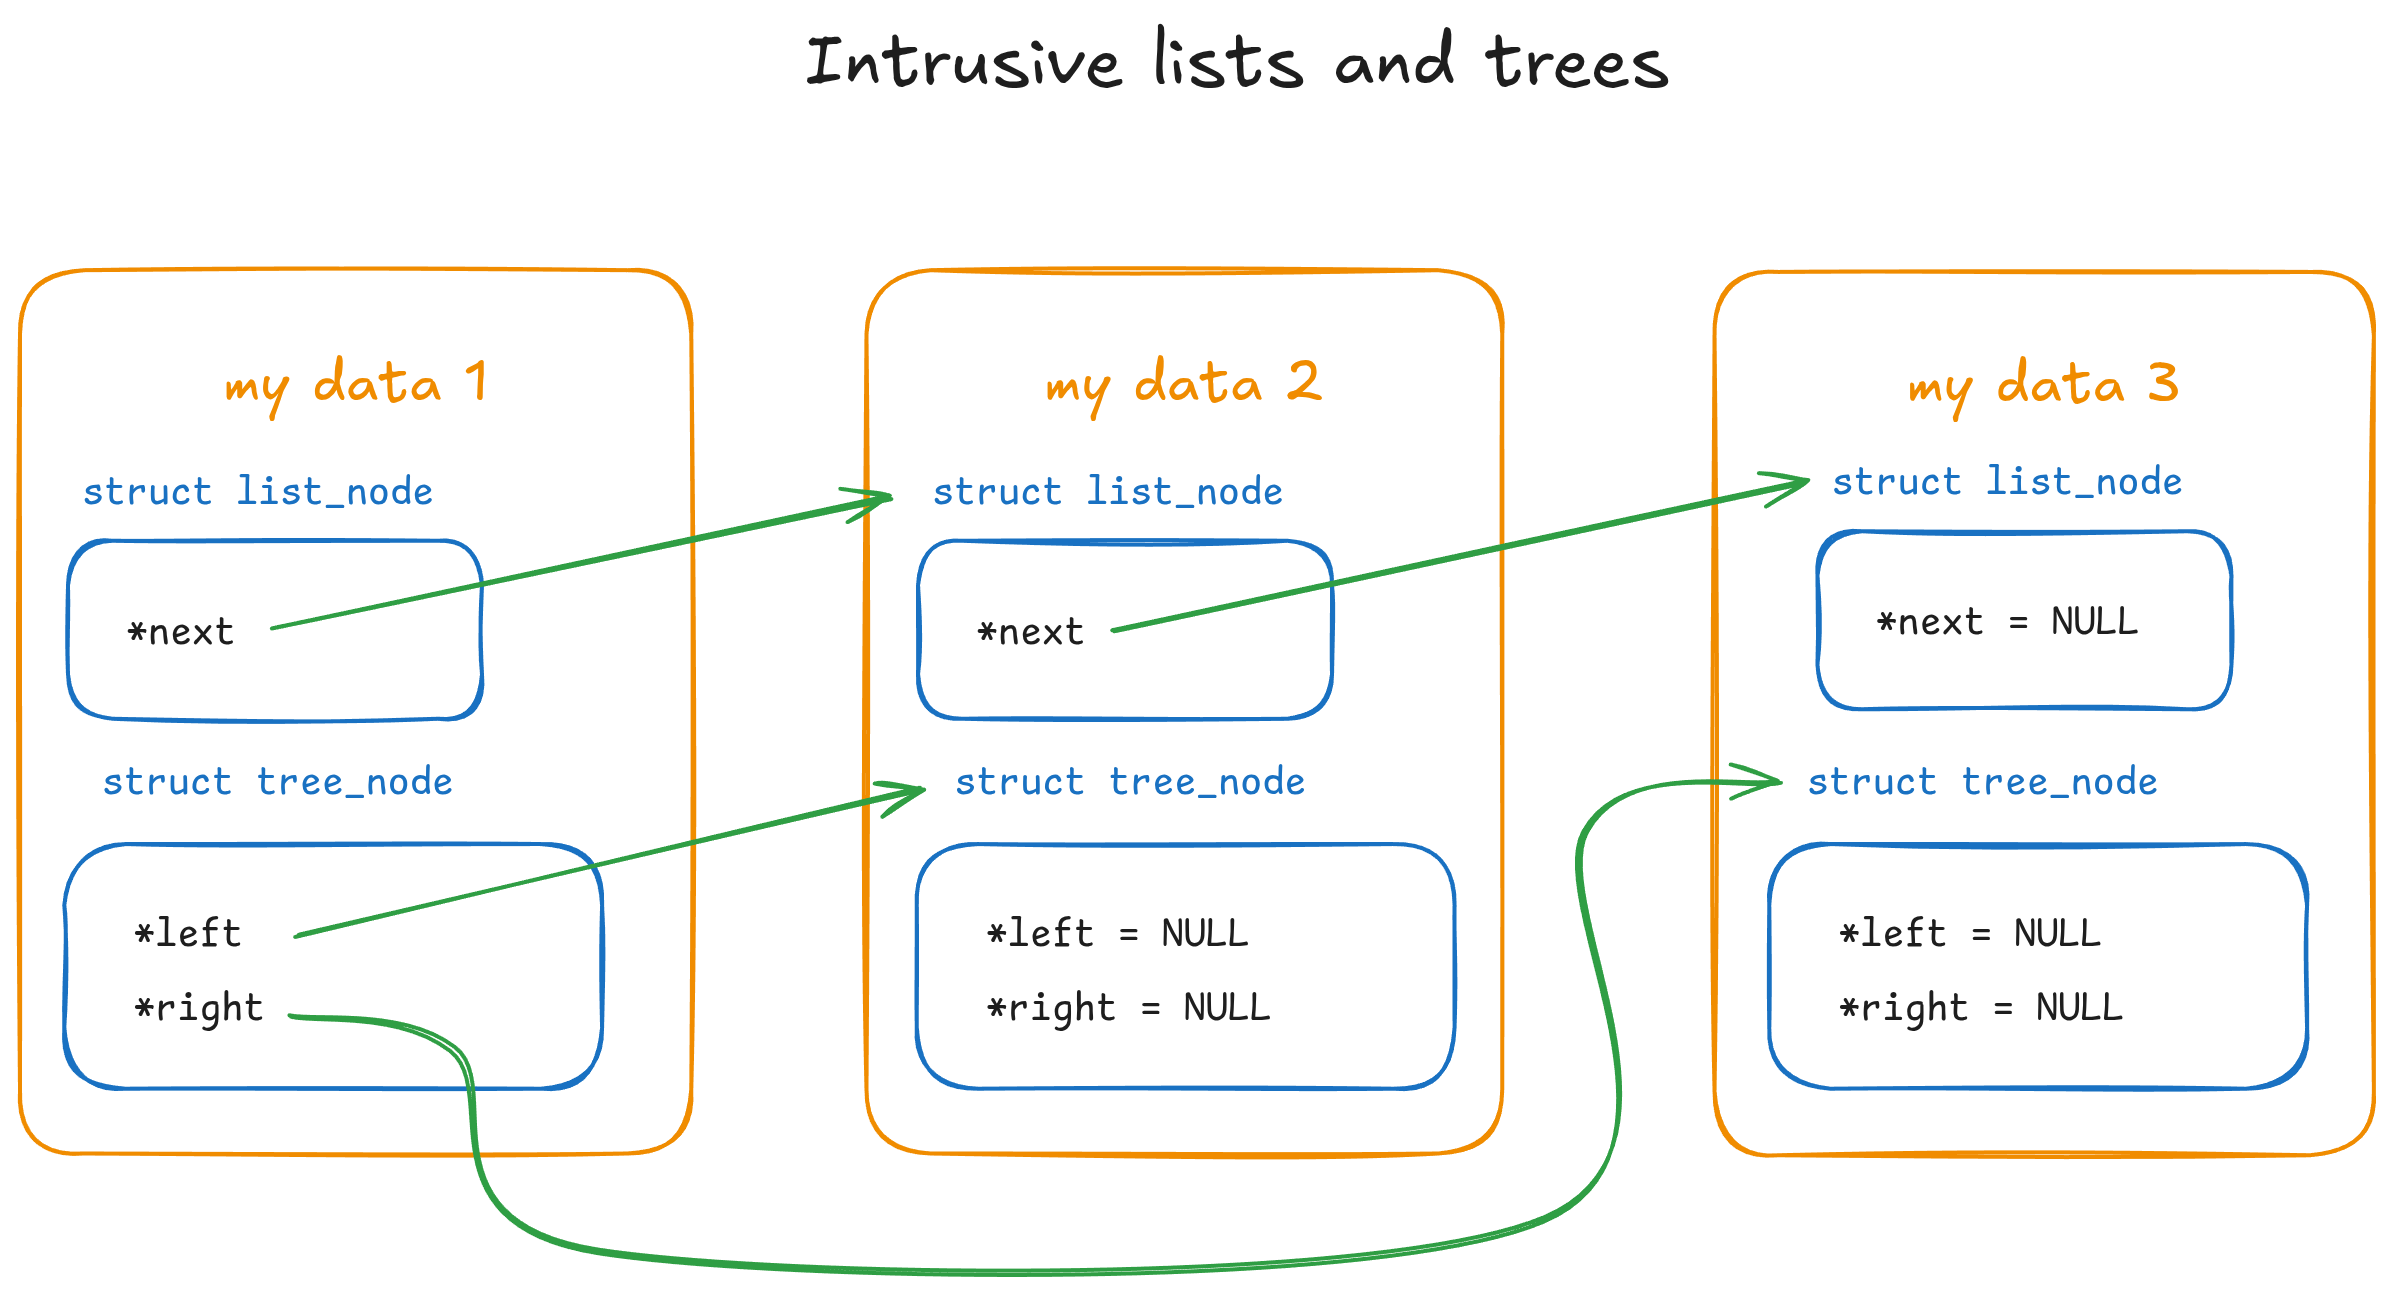 Intrusive lists and trees
my data 1
struct list_node
*next
struct tree_node
*left
*right
my data 2
struct list_node
*next
struct tree_node
*left = NULL
*right = NULL
my data 3
struct list_node
*next = NULL
struct tree_node
*left = NULL
*right = NULL